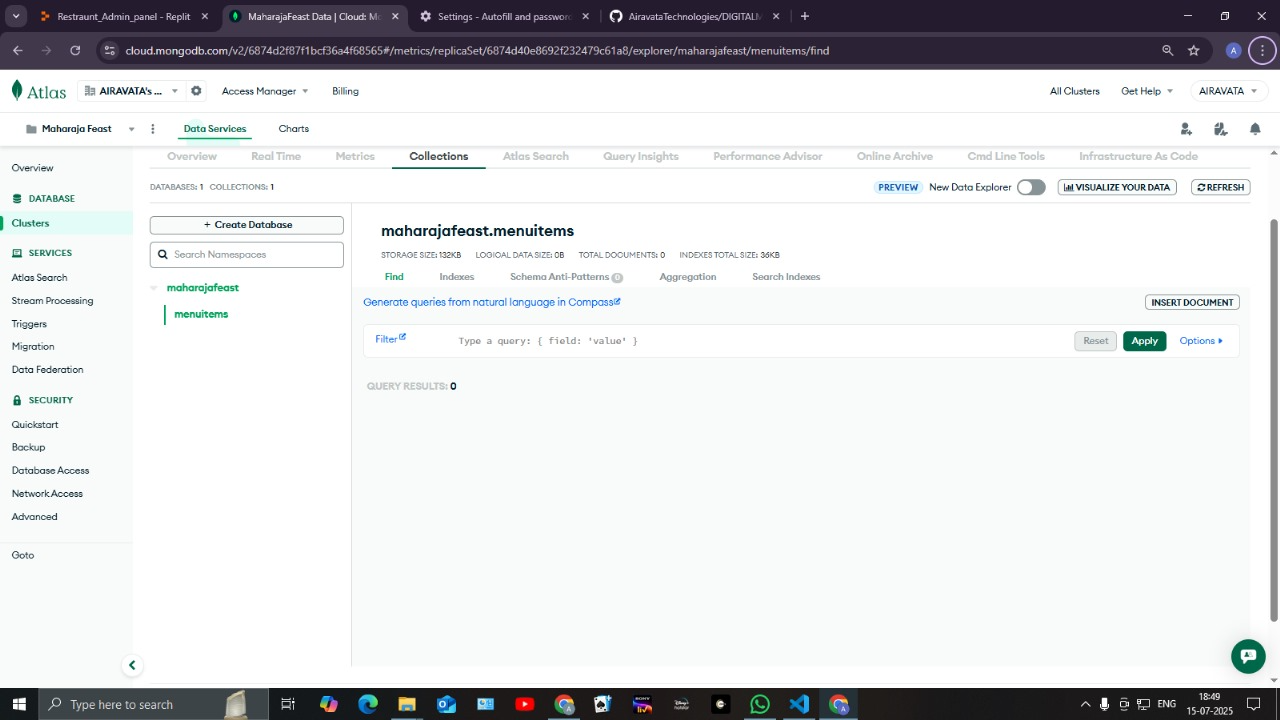 Restraunt_Admin_panel - Replit
MaharajaFeast Data | Cloud: Mo
Settings - Autofill and password
AiravataTechnologies/DIGITALM
cloud.mongodb.com/v2/6874d2f87f1bcf36a4f68565#/metrics/replicaSet/6874d40e8692f232479c61a8/explorer/maharajafeast/menuitems/find
A
Atlas
AIRAVATA's ...
Access Manager
Billing
All Clusters
Get Help
AIRAVATA
Maharaja Feast
Data Services
Charts
Overview
DATABASE
Clusters
SERVICES
Atlas Search
Stream Processing
Triggers
Migration
Data Federation
SECURITY
Quickstart
Backup
Database Access
Network Access
Advanced
Goto
Overview
Real Time
Metrics
Collections
Atlas Search
Query Insights
Performance Advisor
Online Archive
Cmd Line Tools
Infrastructure As Code
DATABASES: 1 COLLECTIONS: 1
PREVIEW
New Data Explorer
VISUALIZE YOUR DATA
REFRESH
+ Create Database
Search Namespaces
maharajafeast
menuitems
maharajafeast.menuitems
STORAGE SIZE: 132KB
LOGICAL DATA SIZE: 0B
TOTAL DOCUMENTS: 0
INDEXES TOTAL SIZE: 36KB
Find
Indexes
Schema Anti-Patterns 0
Aggregation
Search Indexes
Generate queries from natural language in Compass
INSERT DOCUMENT
Filter
Type a query: { field: 'value' }
Reset
Apply
Options
QUERY RESULTS: 0
Type here to search
ENG
18:49
15-07-2025